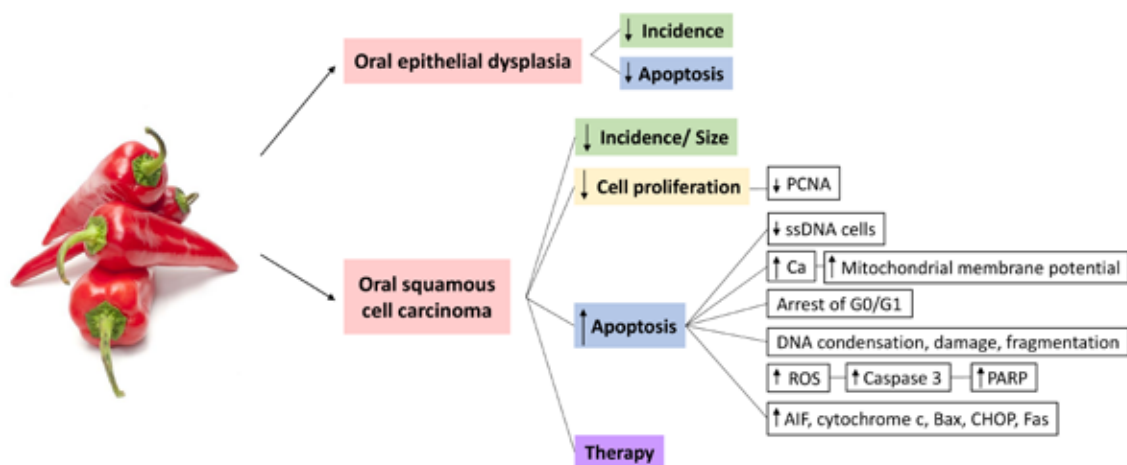 Oral epithelial dysplasia
↓ Incidence
↓ Apoptosis
Oral squamous
cell carcinoma
↓ Incidence/ Size
↓ Cell proliferation
↓ PCNA
↑ Apoptosis
↓ ssDNA cells
↑ Ca
↑ Mitochondrial membrane potential
Arrest of G0/G1
DNA condensation, damage, fragmentation
↑ ROS
↑ Caspase 3
↑ PARP
↑ AIF, cytochrome c, Bax, CHOP, Fas
Therapy